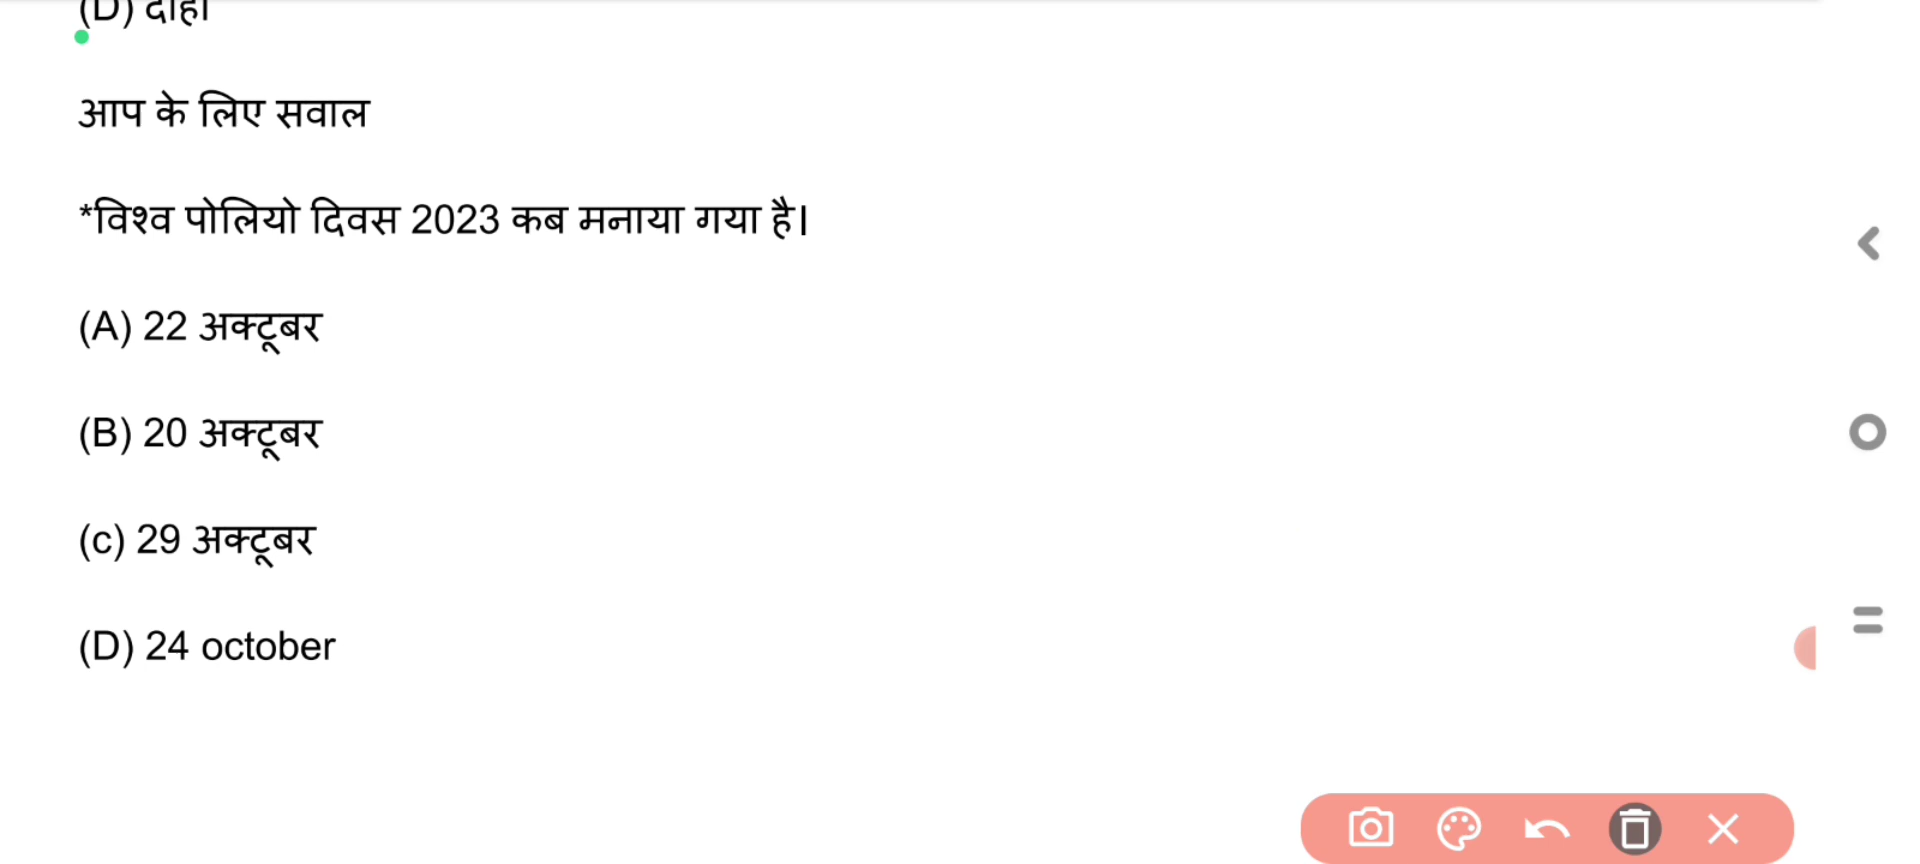 (D) दोहा
आप के लिए सवाल
*विश्व पोलियो दिवस 2023 कब मनाया गया है।
(A) 22 अक्टूबर
(B) 20 अक्टूबर
(c) 29 अक्टूबर
(D) 24 october